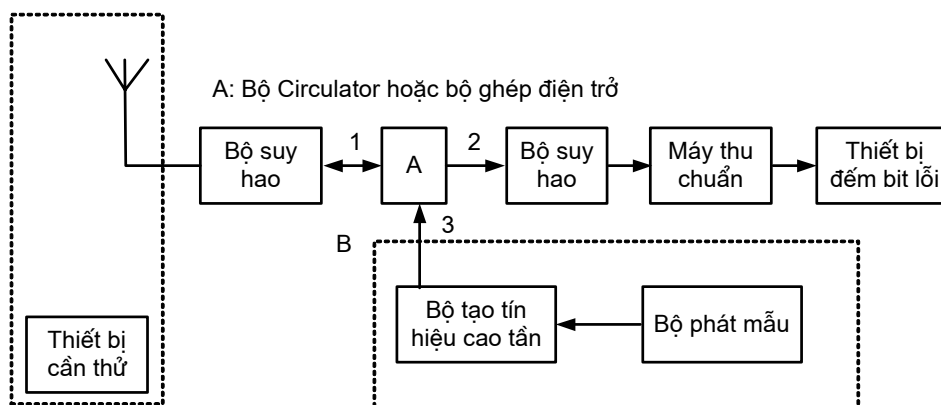 A: Bộ Circulator hoặc bộ ghép điện trở
Bộ suy
hao
1
A
2
Bộ suy
hao
Máy thu
chuẩn
Thiết bị
đếm bit lỗi
3
B
Bộ tạo tín
hiệu cao tần
Bộ phát mẫu
Thiết bị
cần thử